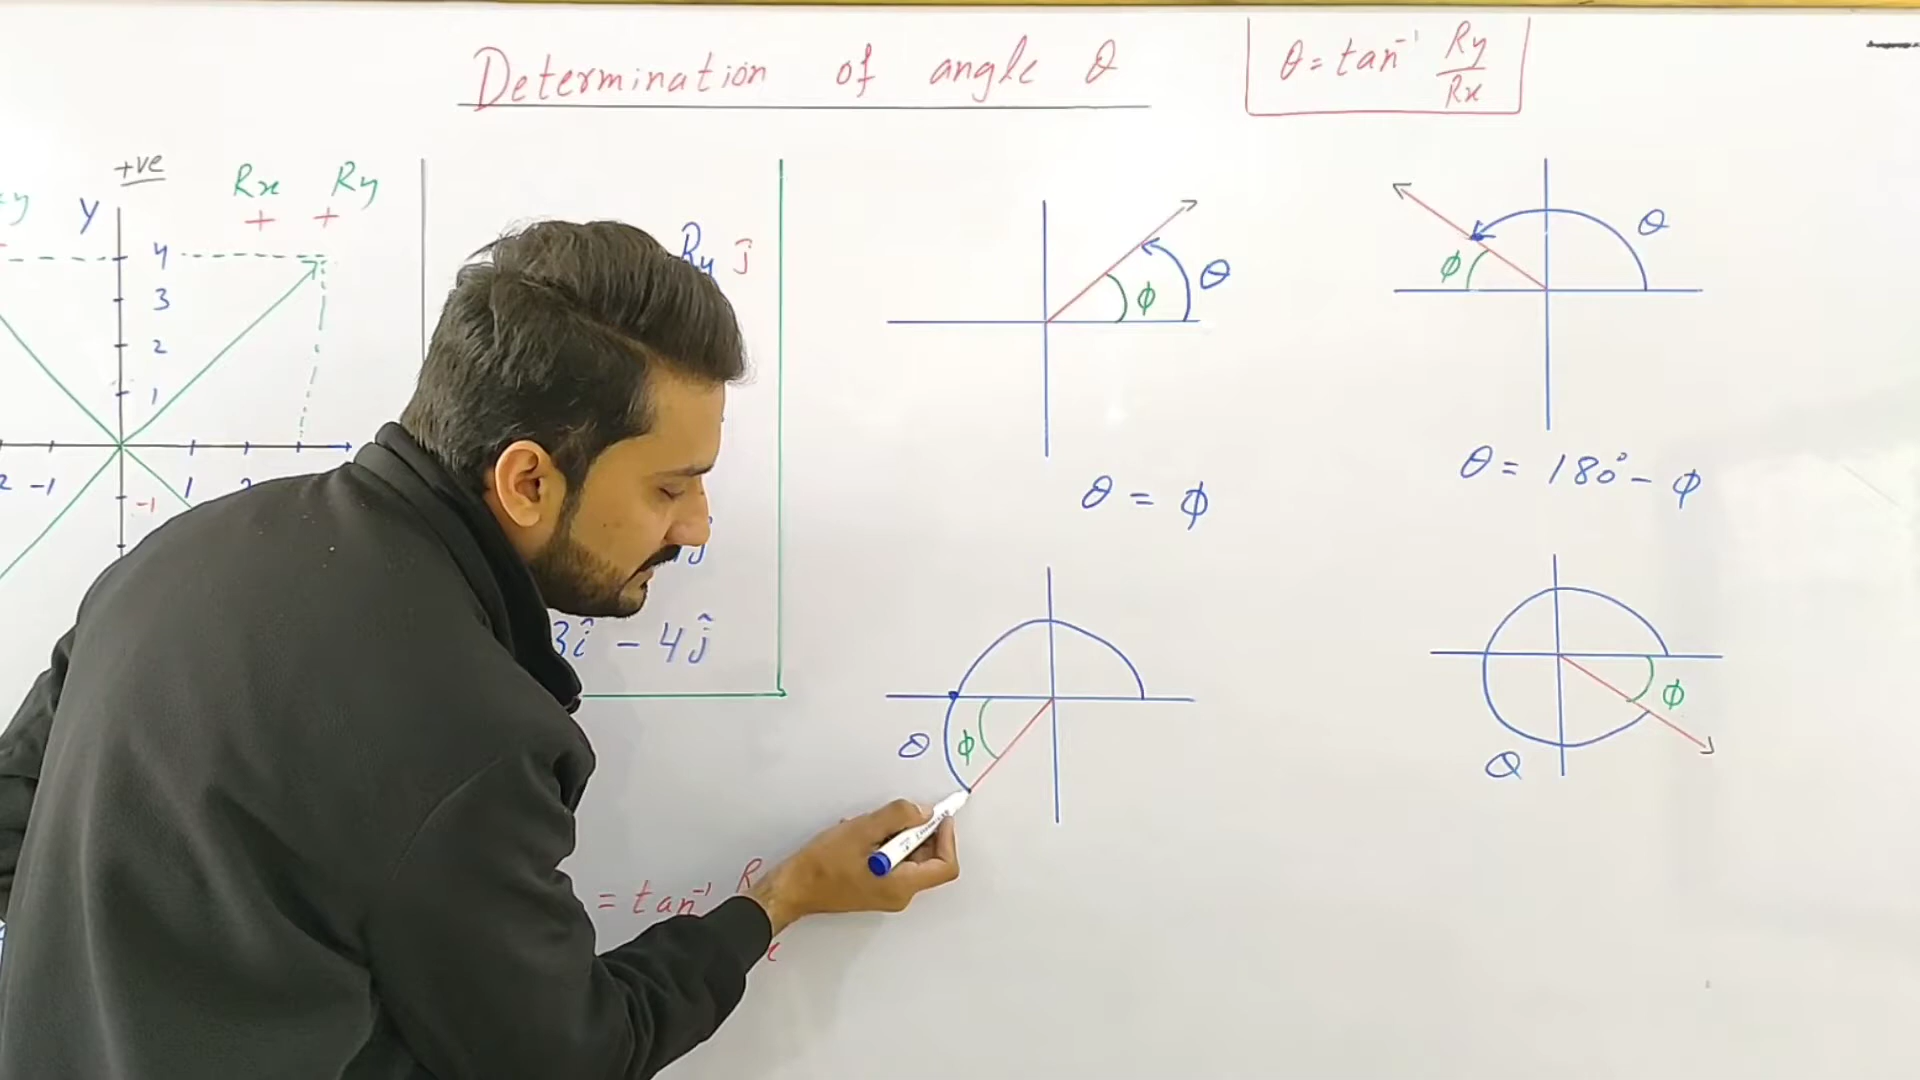 Determination of angle θ
θ = tan⁻¹ Ry/Rx
+ve
Rx Ry
+ +
y
Y
4
3
2
1
2 -1 1
-1
Ry ĵ
3î - 4ĵ
= tan⁻¹ R
φ θ
θ = φ
φ θ
θ = 180° - φ
θ φ
φ
θ